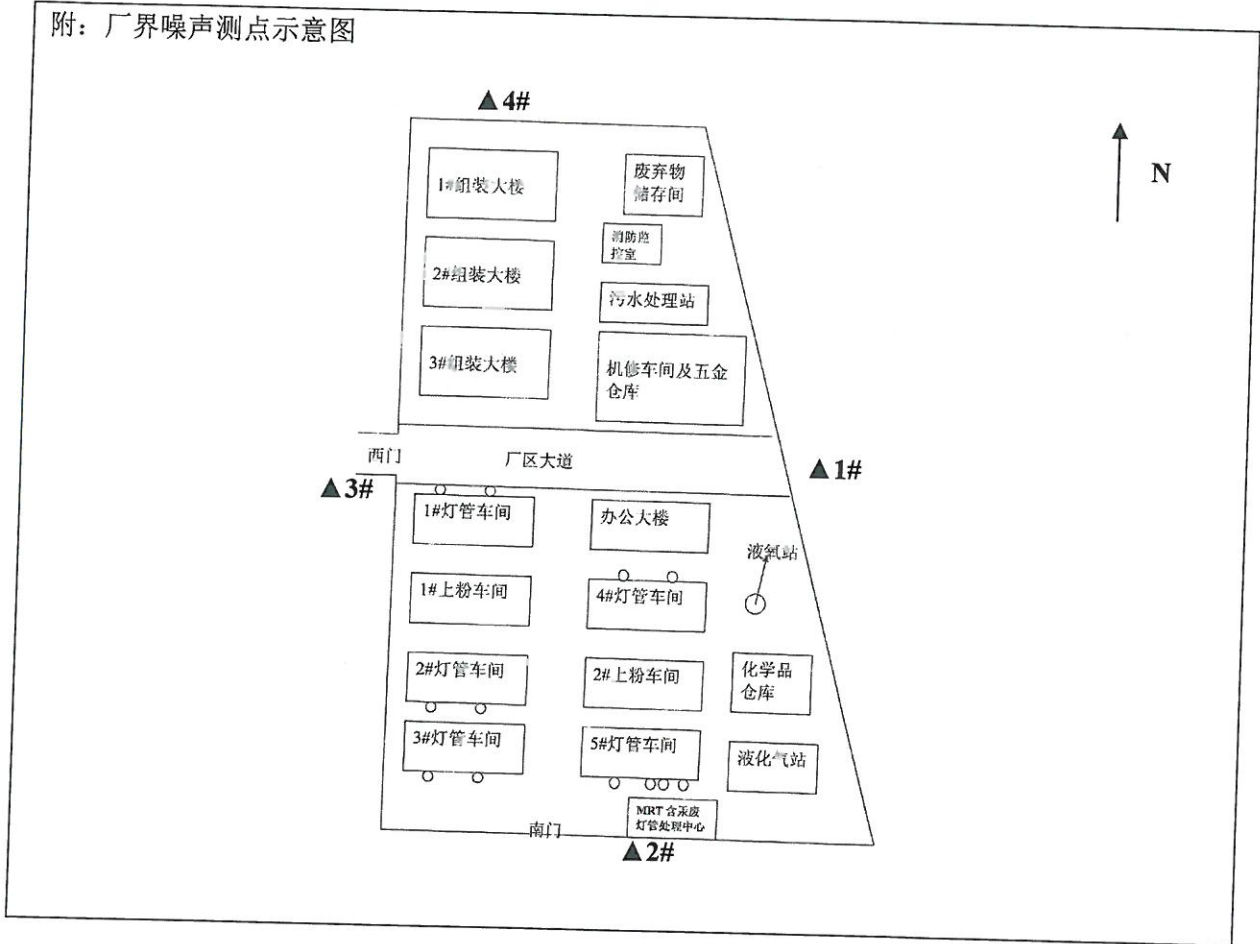 附：厂界噪声测点示意图
▲4#
N
1#组装大楼
废弃物
储存间
消防监
控室
2#组装大楼
污水处理站
3#组装大楼
机修车间及五金
仓库
西门
厂区大道
▲1#
▲3#
1#灯管车间
办公大楼
液氧站
1#上粉车间
4#灯管车间
2#灯管车间
2#上粉车间
化学品
仓库
3#灯管车间
5#灯管车间
液化气站
MRT 含汞废
灯管处理中心
南门
▲2#